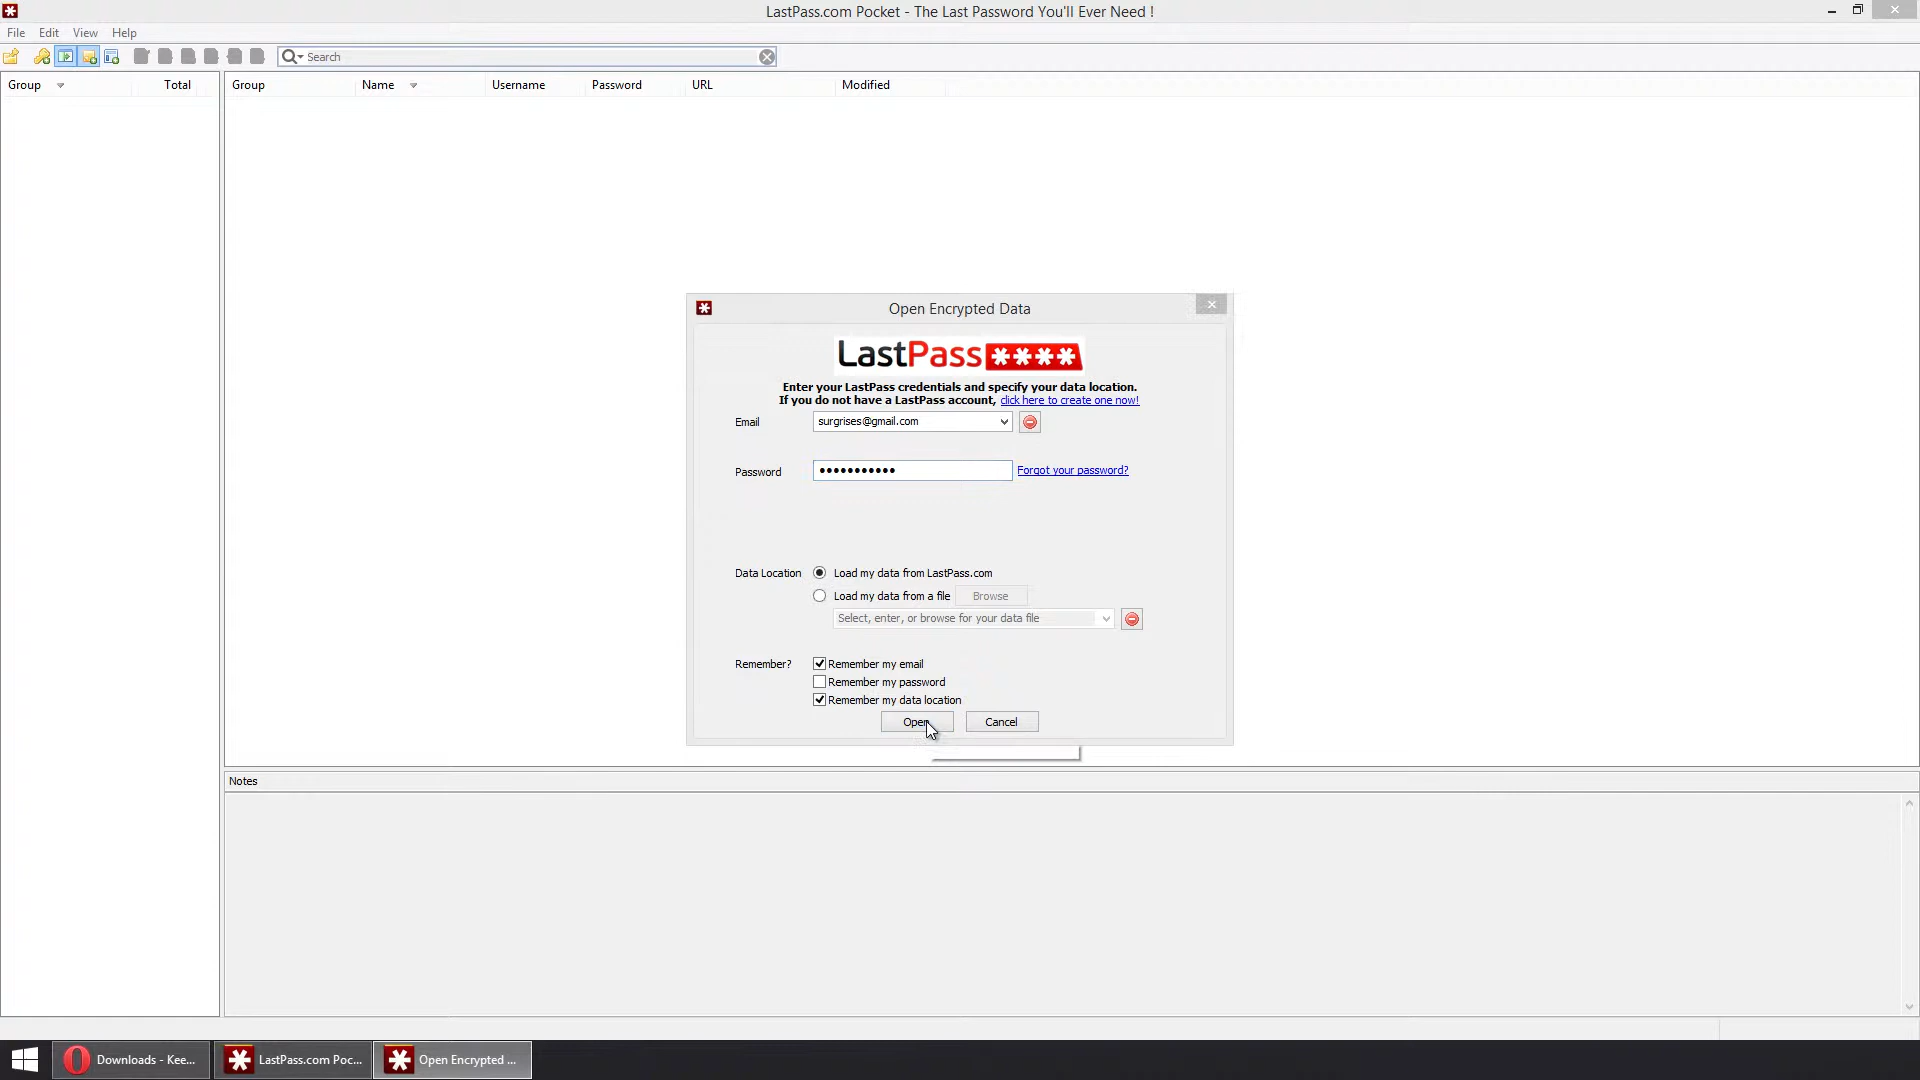 LastPass.com Pocket - The Last Password You'll Ever Need !
File Edit View Help
Search
Group Total Group Name Username Password URL Modified
Open Encrypted Data
LastPass ****
Enter your LastPass credentials and specify your data location.
If you do not have a LastPass account, click here to create one now!
Email surgrises@gmail.com
Password ●●●●●●●●●●● Forgot your password?
Data Location Load my data from LastPass.com
Load my data from a file Browse
Select, enter, or browse for your data file
Remember? Remember my email
Remember my password
Remember my data location
Open Cancel
Notes
Downloads - Kee... LastPass.com Poc... Open Encrypted ...